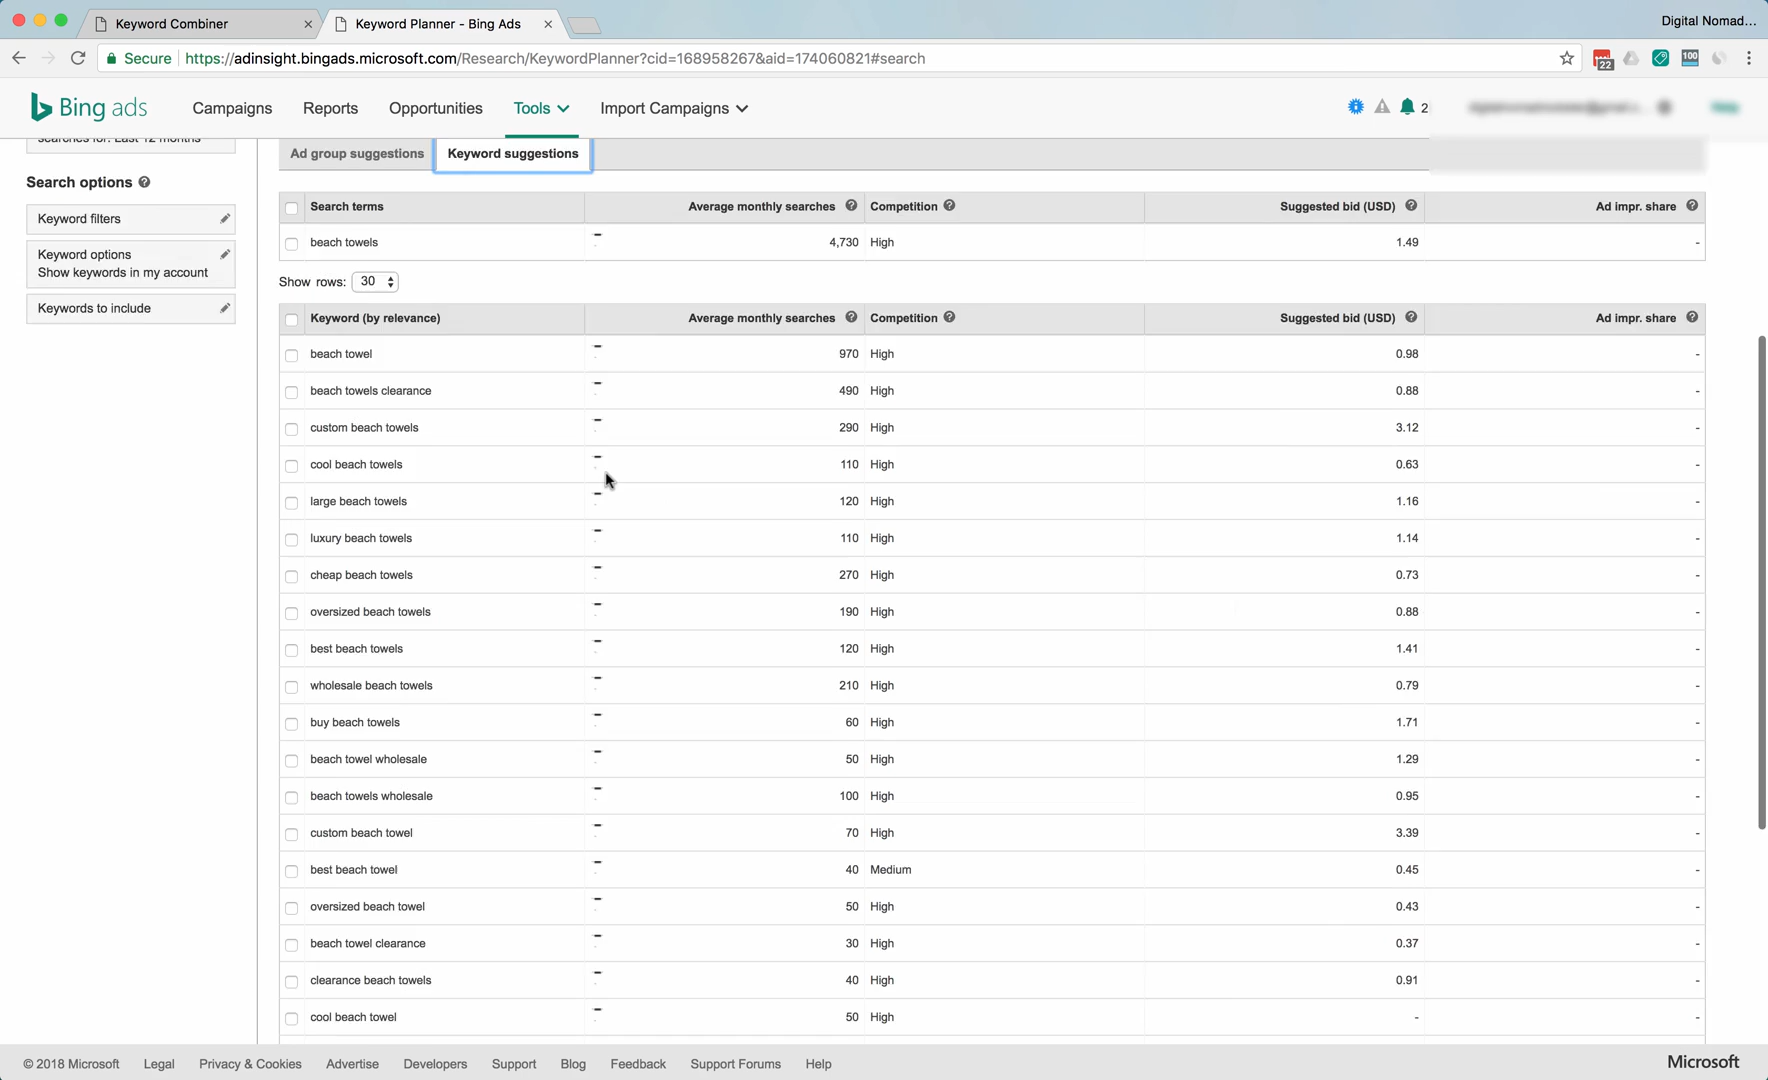 Keyword Combiner
Keyword Planner - Bing Ads
Digital Nomad...
Secure https://adinsight.bingads.microsoft.com/Research/KeywordPlanner?cid=168958267&aid=174060821#search
22
100
Bing ads
Campaigns
Reports
Opportunities
Tools
Import Campaigns
2
searches for: Last 12 months
Ad group suggestions
Keyword suggestions
Search options
Keyword filters
Keyword options
Show keywords in my account
Keywords to include
Search terms Average monthly searches Competition Suggested bid (USD) Ad impr. share
beach towels 4,730 High 1.49 -
Show rows: 30
Keyword (by relevance) Average monthly searches Competition Suggested bid (USD) Ad impr. share
beach towel 970 High 0.98 -
beach towels clearance 490 High 0.88 -
custom beach towels 290 High 3.12 -
cool beach towels 110 High 0.63 -
large beach towels 120 High 1.16 -
luxury beach towels 110 High 1.14 -
cheap beach towels 270 High 0.73 -
oversized beach towels 190 High 0.88 -
best beach towels 120 High 1.41 -
wholesale beach towels 210 High 0.79 -
buy beach towels 60 High 1.71 -
beach towel wholesale 50 High 1.29 -
beach towels wholesale 100 High 0.95 -
custom beach towel 70 High 3.39 -
best beach towel 40 Medium 0.45 -
oversized beach towel 50 High 0.43 -
beach towel clearance 30 High 0.37 -
clearance beach towels 40 High 0.91 -
cool beach towel 50 High - -
© 2018 Microsoft Legal Privacy & Cookies Advertise Developers Support Blog Feedback Support Forums Help Microsoft